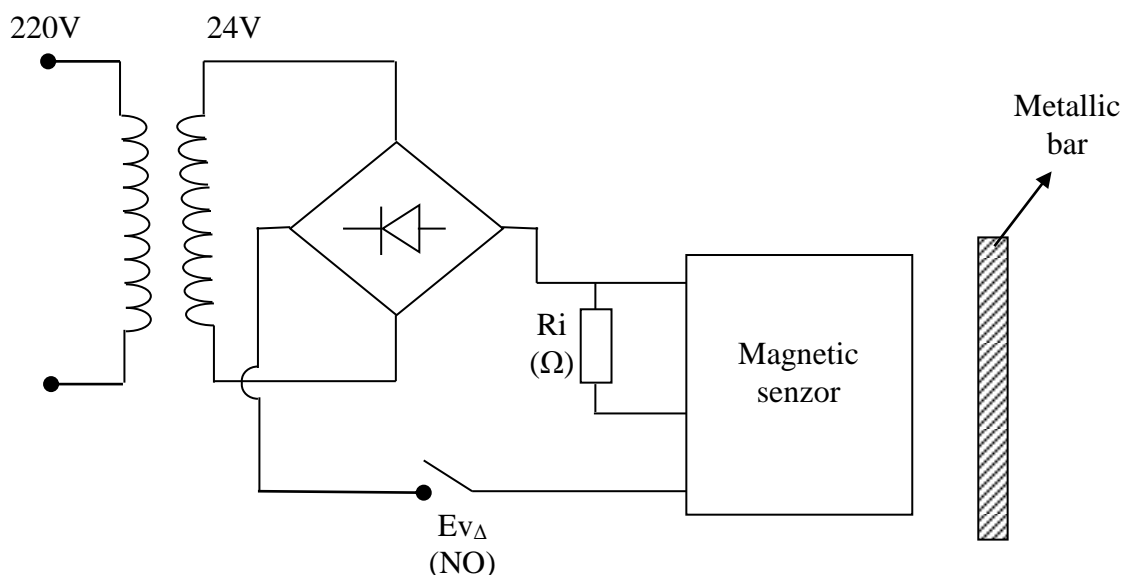 220V
24V
Metallic
bar
Ri
(Ω)
Magnetic
senzor
Ev∆
(NO)